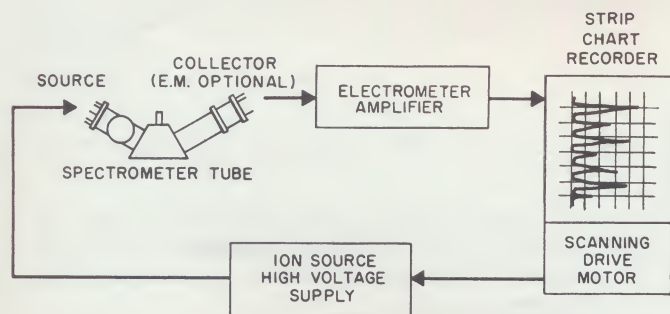 STRIP
CHART
RECORDER
COLLECTOR
(E.M. OPTIONAL)
SOURCE
ELECTROMETER
AMPLIFIER
SPECTROMETER TUBE
SCANNING
DRIVE
MOTOR
ION SOURCE
HIGH VOLTAGE
SUPPLY